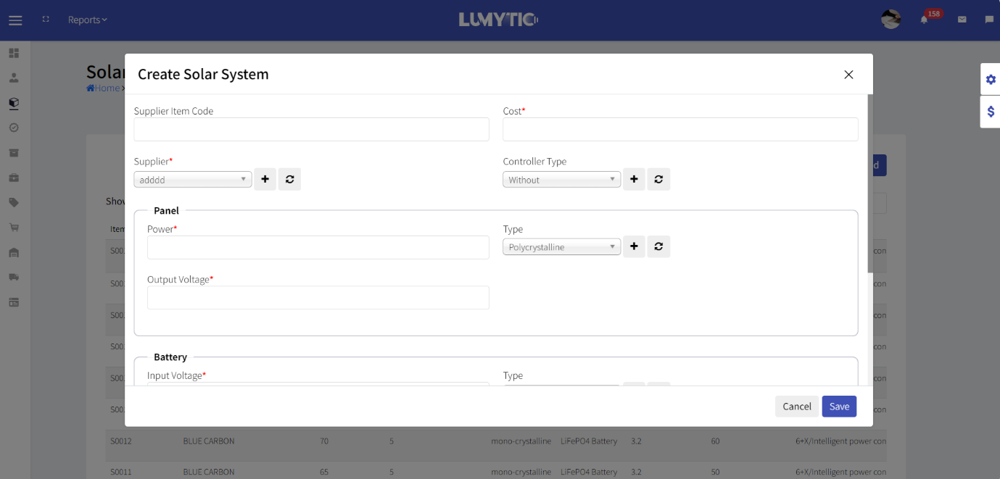 Reports
LUMYTIC
158
Solar
Home
Create Solar System
Supplier Item Code
Cost*
Supplier*
Controller Type
adddd
Without
d
Show
Panel
Item
Power*
Type
Polycrystalline
S00
con
Output Voltage*
S00
con
S00
con
S00
con
Battery
Input Voltage*
Type
S00
con
S00
con
Cancel
Save
S0012 BLUE CARBON 70 5 mono-crystalline LiFePO4 Battery 3.2 60 6+X/Intelligent power con
S0011 BLUE CARBON 65 5 mono-crystalline LiFePO4 Battery 3.2 50 6+X/Intelligent power con